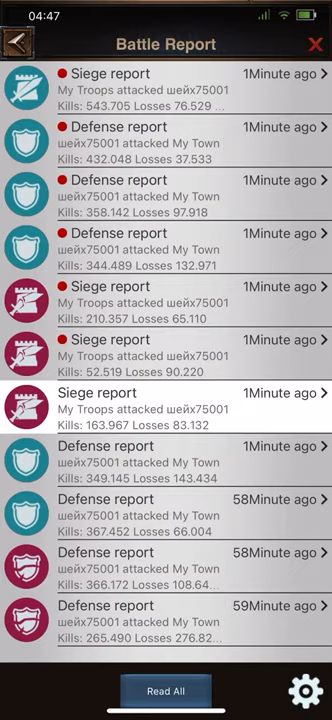 04:47
Battle Report
Siege report 1Minute ago
My Troops attacked шейх75001
Kills: 543.705 Losses 76.529 ...
Defense report 1Minute ago
шейх75001 attacked My Town
Kills: 432.048 Losses 37.533
Defense report 1Minute ago
шейх75001 attacked My Town
Kills: 358.142 Losses 97.918
Defense report 1Minute ago
шейх75001 attacked My Town
Kills: 344.489 Losses 132.971
Siege report 1Minute ago
My Troops attacked шейх75001
Kills: 210.357 Losses 65.110
Siege report 1Minute ago
My Troops attacked шейх75001
Kills: 52.519 Losses 90.220
Siege report 1Minute ago
My Troops attacked шейх75001
Kills: 163.967 Losses 83.132
Defense report 1Minute ago
шейх75001 attacked My Town
Kills: 349.145 Losses 143.434
Defense report 58Minute ago
шейх75001 attacked My Town
Kills: 367.452 Losses 66.004
Defense report 58Minute ago
шейх75001 attacked My Town
Kills: 366.172 Losses 108.64...
Defense report 59Minute ago
шейх75001 attacked My Town
Kills: 265.490 Losses 276.82...
Read All